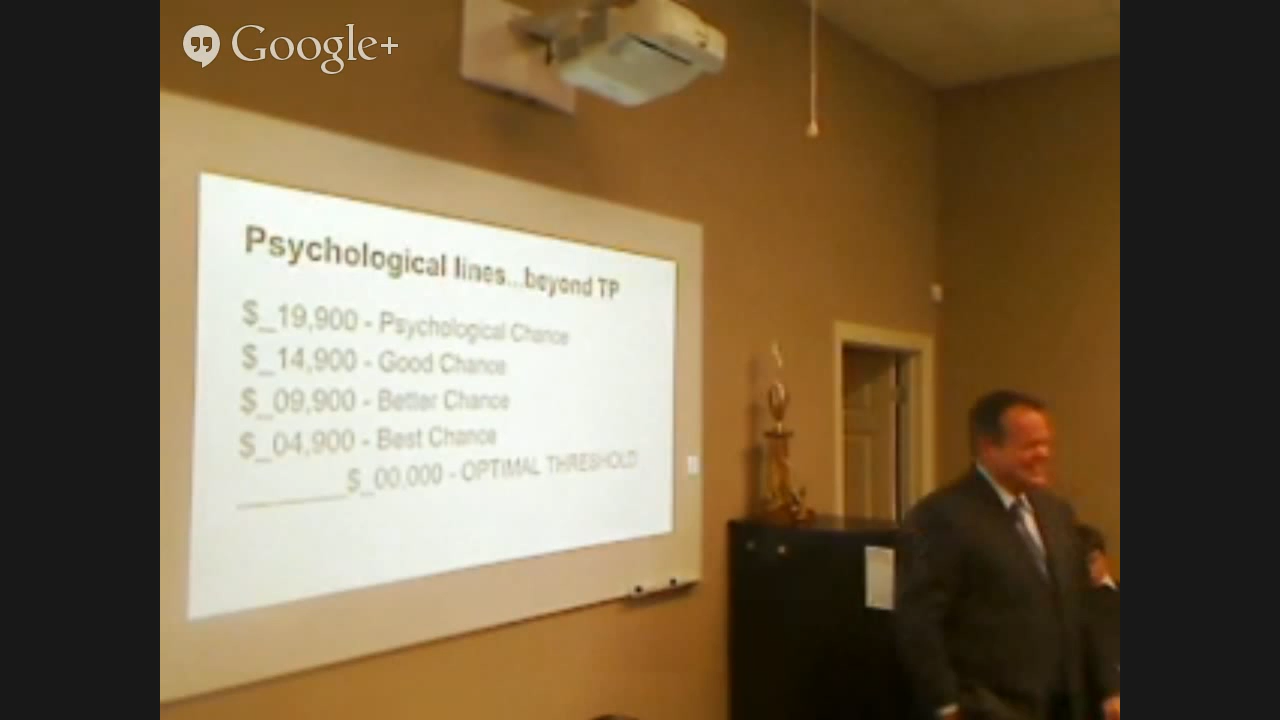 Google+
Psychological lines...beyond TP
$_19,900 - Psychological Chance
$_14,900 - Good Chance
$_09,900 - Better Chance
$_04,900 - Best Chance
_______$_00.000 - OPTIMAL THRESHOLD